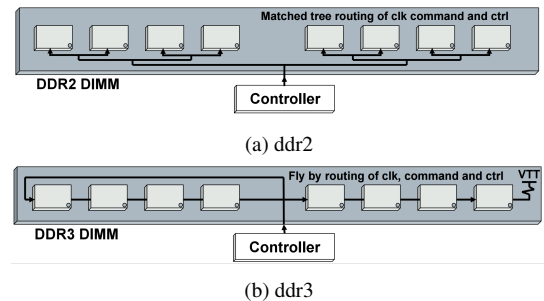 Matched tree routing of clk command and ctrl
DDR2 DIMM
Controller
(a) ddr2
Fly by routing of clk, command and ctrl
VTT
DDR3 DIMM
Controller
(b) ddr3